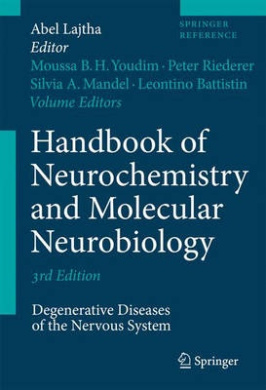 Abel Lajtha
Editor
SPRINGER
REFERENCE
Moussa B. H. Youdim · Peter Riederer
Silvia A. Mandel · Leontino Battistin
Volume Editors
Handbook of
Neurochemistry
and Molecular
Neurobiology
3rd Edition
Degenerative Diseases
of the Nervous System
Springer